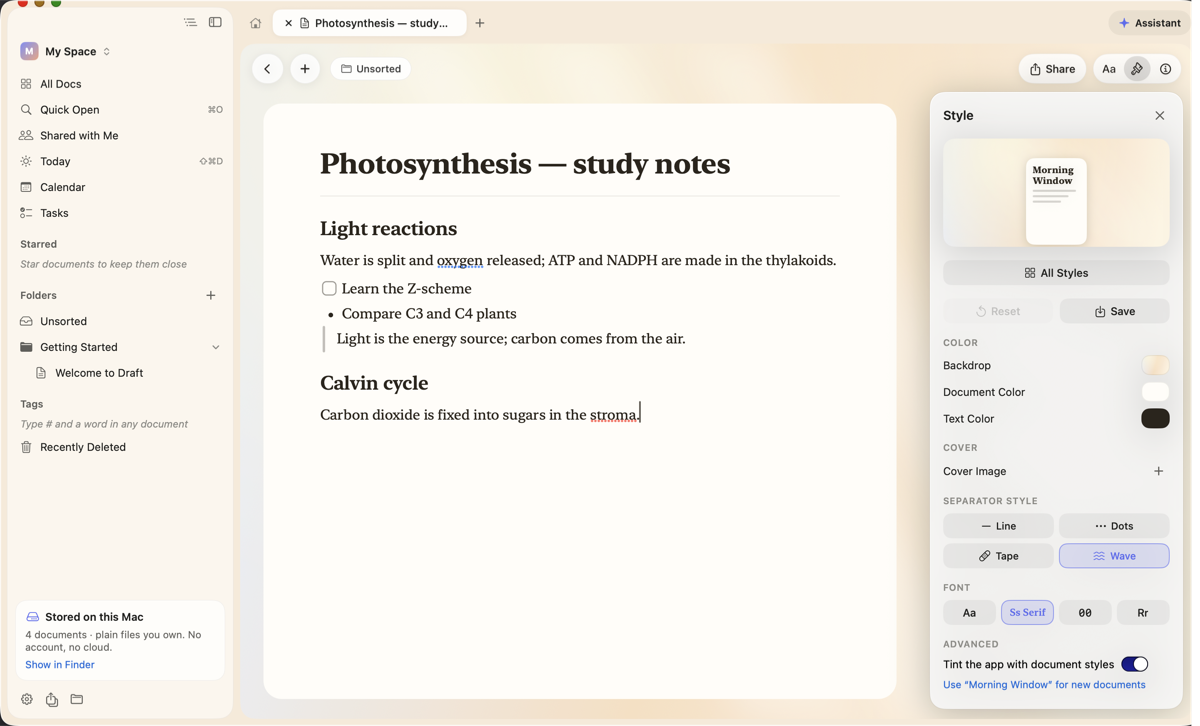 Photosynthesis — study...
Assistant
M My Space
All Docs
Quick Open ⌘O
Shared with Me
Today ⇧⌘D
Calendar
Tasks
Starred
Star documents to keep them close
Folders
Unsorted
Getting Started
Welcome to Draft
Tags
Type # and a word in any document
Recently Deleted
Stored on this Mac
4 documents · plain files you own. No
account, no cloud.
Show in Finder
Unsorted
Share
Aa
Photosynthesis — study notes
Light reactions
Water is split and oxygen released; ATP and NADPH are made in the thylakoids.
Learn the Z-scheme
• Compare C3 and C4 plants
Light is the energy source; carbon comes from the air.
Calvin cycle
Carbon dioxide is fixed into sugars in the stroma.
Style
Morning
Window
All Styles
Reset
Save
COLOR
Backdrop
Document Color
Text Color
COVER
Cover Image
SEPARATOR STYLE
Line
Dots
Tape
Wave
FONT
Aa
Ss Serif
00
Rr
ADVANCED
Tint the app with document styles
Use “Morning Window” for new documents